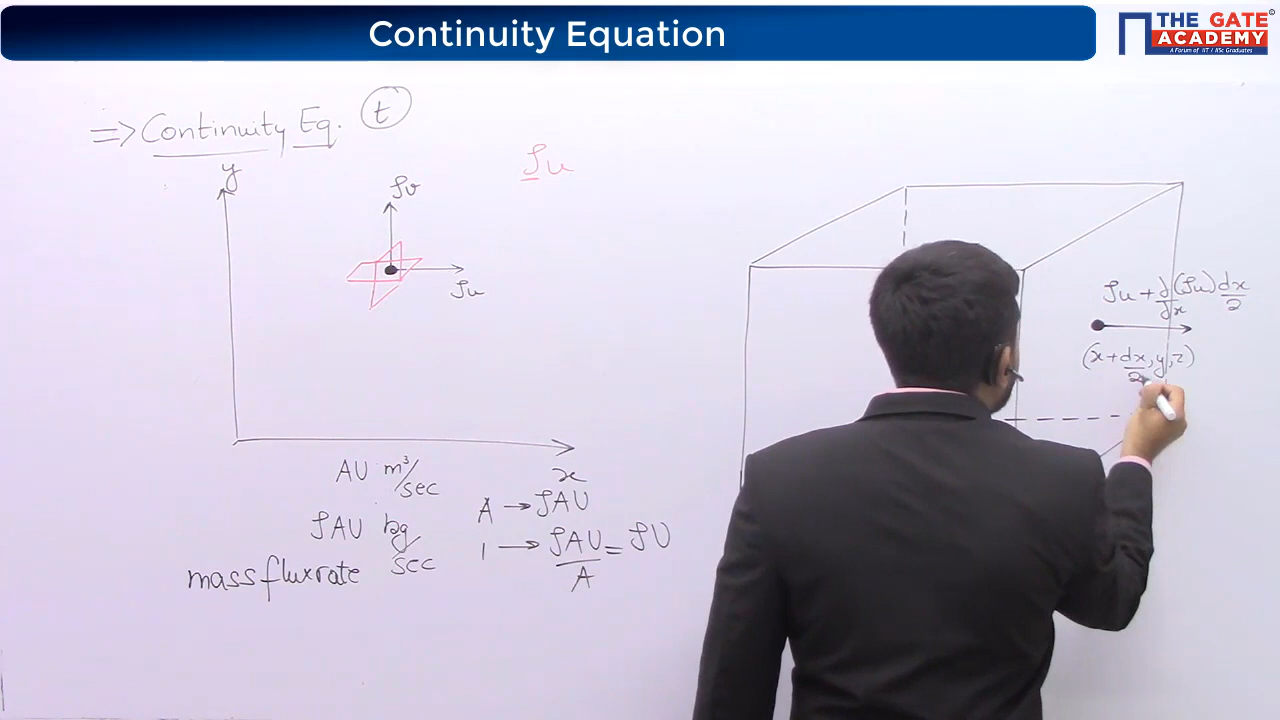 Continuity Equation
THE GATE ACADEMY
A Forum of IIT / IISc Graduates
©
=> Continuity Eq. t
y
ρv
ρu
ρu
x
AU m³/sec
ρAU kg/sec
mass flux rate
A → ρAU
1 → ρAU/A = ρU
ρu + ∂/∂x (ρu) dx/2
(x + dx/2, y, z)